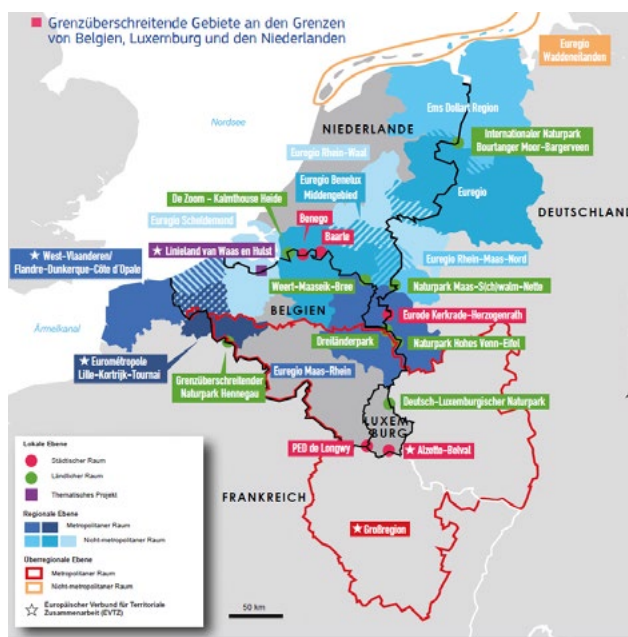 Grenzüberschreitende Gebiete an den Grenzen
von Belgien, Luxemburg und den Niederlanden
Euregio
Waddeneilanden
Nordsee
Ems Dollart Region
NIEDERLANDE
Internationaler Naturpark
Bourtanger Moor-Bargerveen
Euregio Rhein-Waal
De Zoom - Kalmthouse Heide
Euregio Benelux
Middengebied
Euregio
DEUTSCHLAND
Benego
Euregio Scheldemond
Baarle
West-Vlaanderen/
Flandre-Dunkerque-Côte d'Opale
Linieland van Waas en Hulst
Euregio Rhein-Maas-Nord
Weert-Maaseik-Bree
Naturpark Maas-S(ch)walm-Nette
BELGIEN
Ärmelkanal
Eurode Kerkrade-Herzogenrath
Dreiländerpark
Naturpark Hohes Venn-Eifel
Eurométropole
Lille-Kortrijk-Tournai
Grenzüberschreitender
Naturpark Hennegau
Euregio Maas-Rhein
Deutsch-Luxemburgischer Naturpark
LUXEM
BURG
PED de Longwy
Alzette-Belval
FRANKREICH
Großregion
Lokale Ebene
Städtischer Raum
Ländlicher Raum
Thematisches Projekt
Regionale Ebene
Metropolitaner Raum
Nicht-metropolitaner Raum
Überregionale Ebene
Metropolitaner Raum
Nicht-metropolitaner Raum
Europäischer Verbund für Territoriale
Zusammenarbeit (EVTZ)
50 km